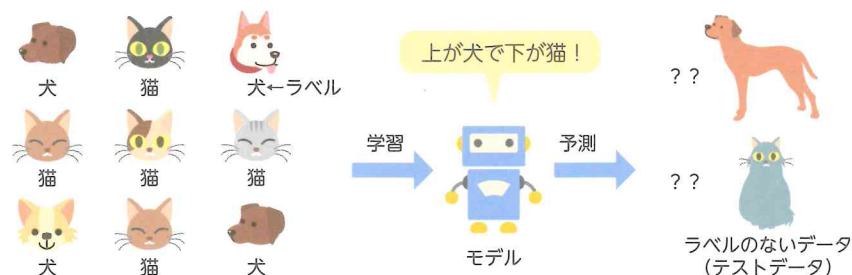 犬
猫
犬←ラベル
猫
猫
猫
犬
猫
犬
学習
上が犬で下が猫！
モデル
予測
？？
？？
ラベルのないデータ
（テストデータ）